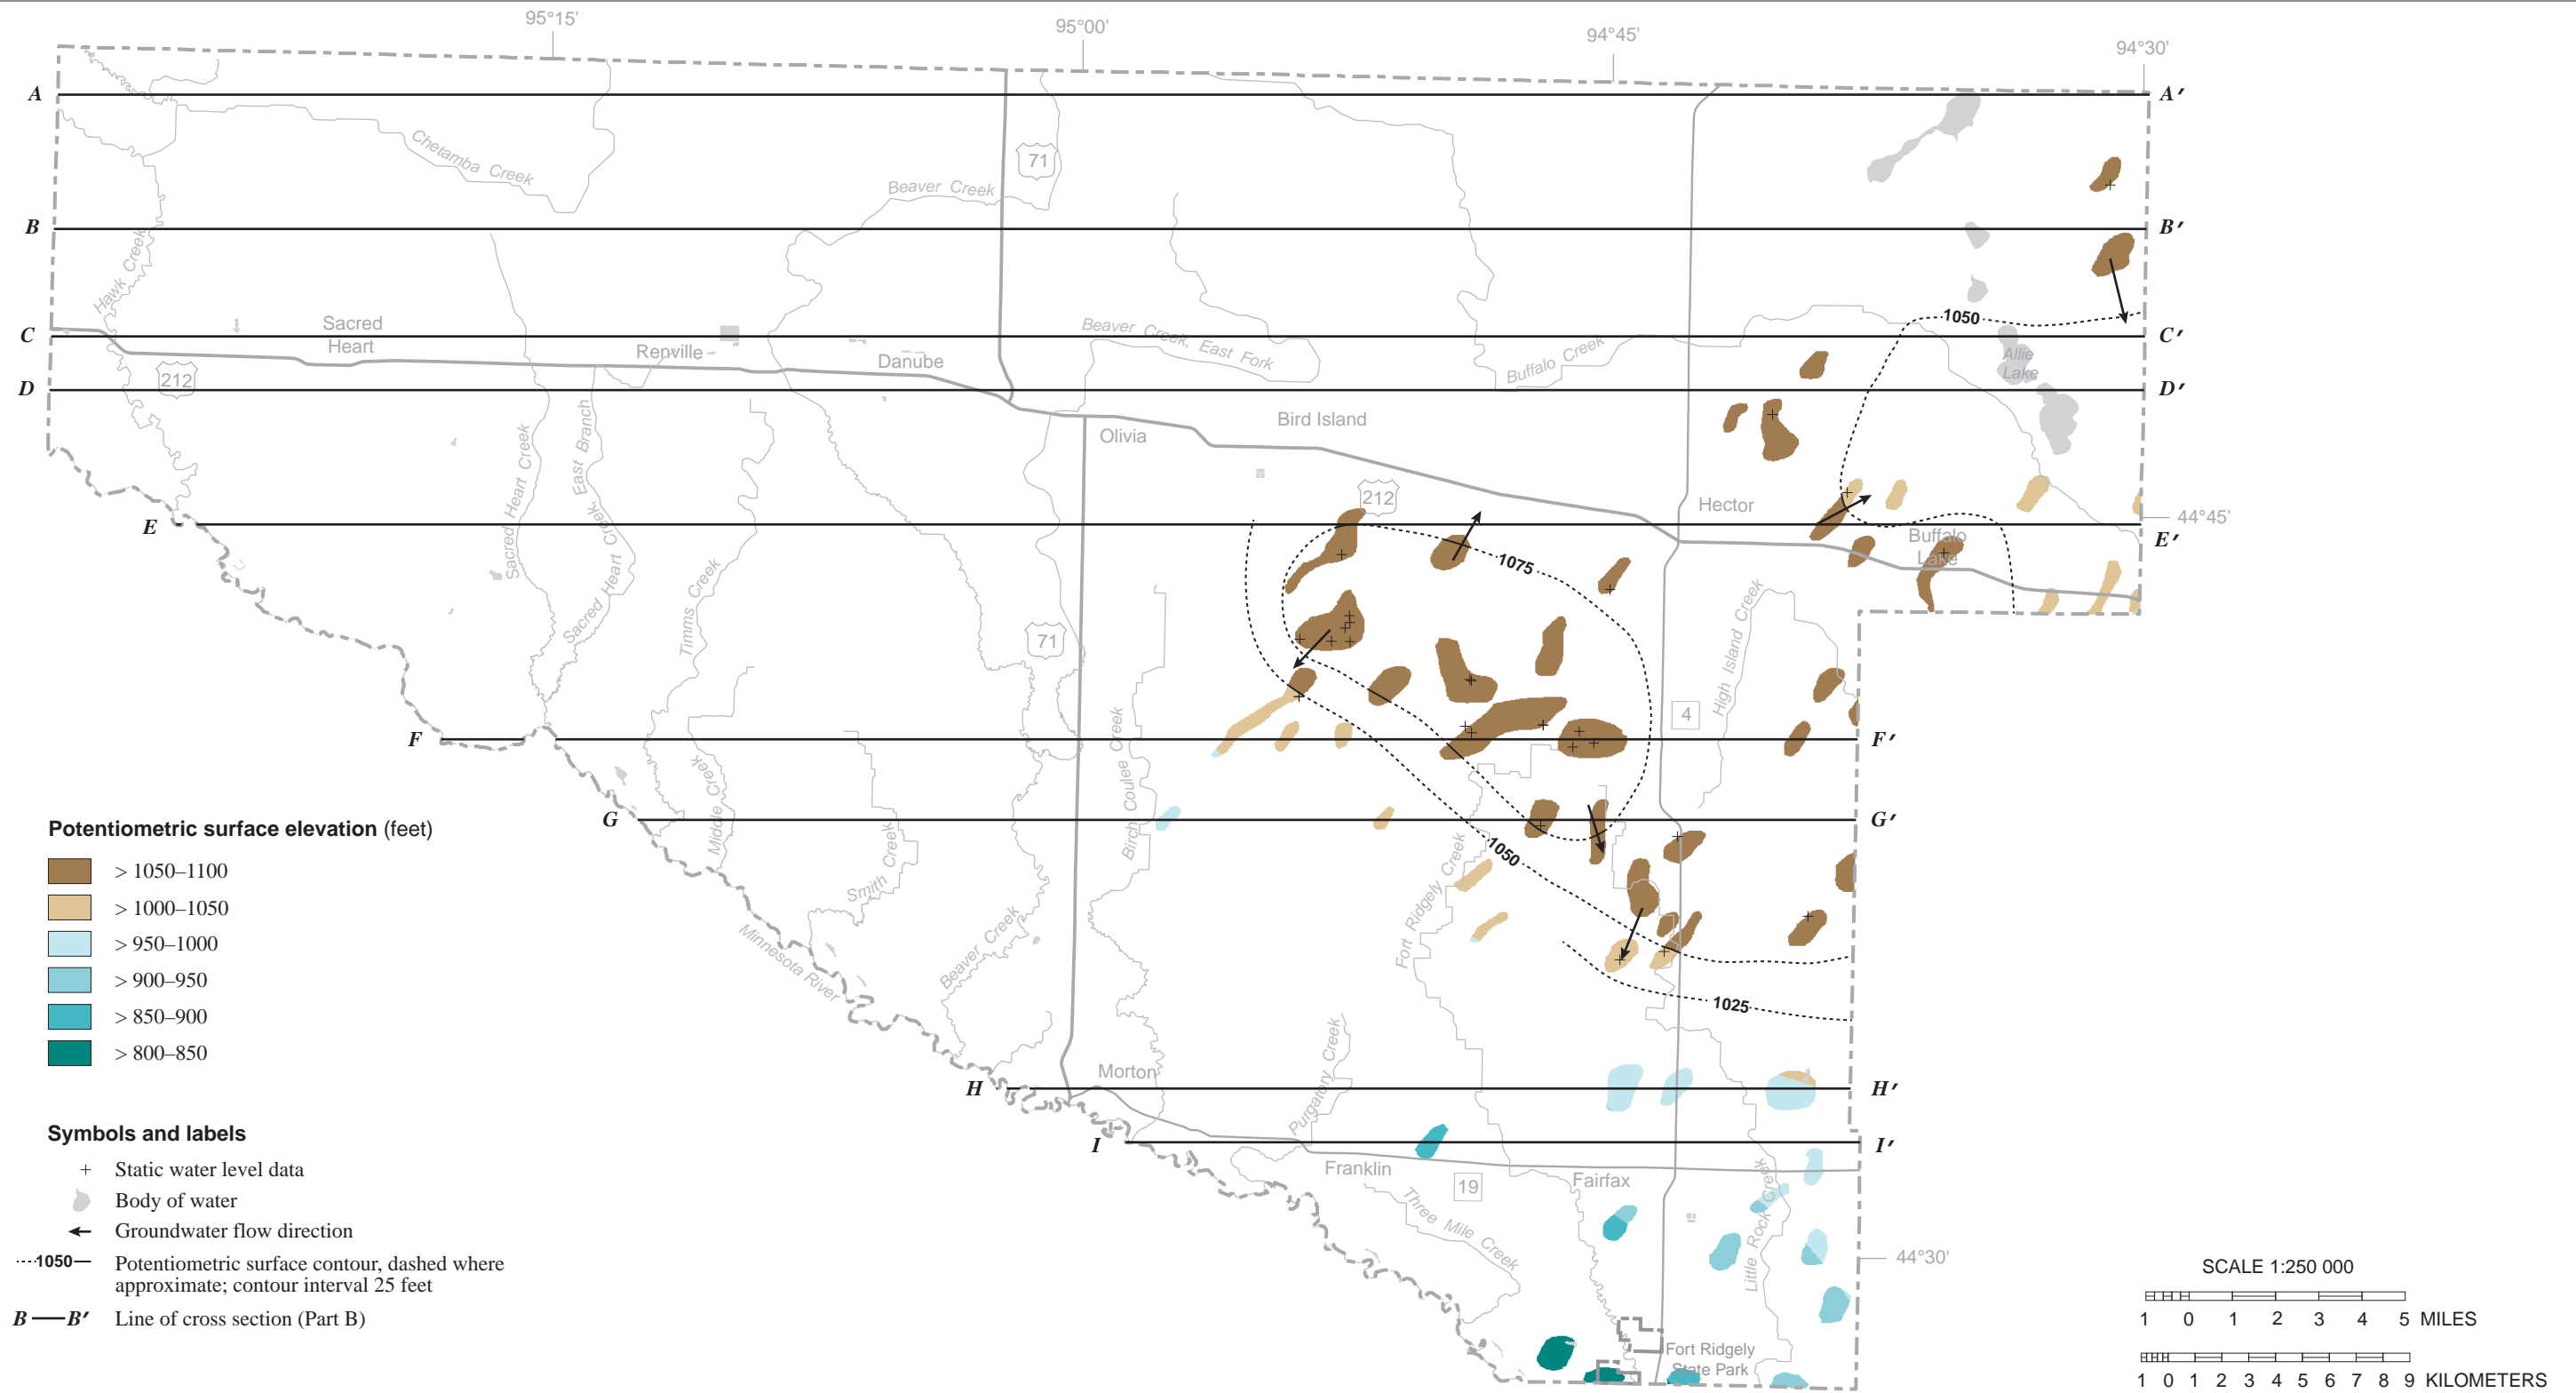 95°15'
95°00'
94°45'
94°30'
A
A′
Chetamba Creek
71
Beaver Creek
B
B′
Hawk Creek
1050
C
Sacred
Heart
Renville
Danube
Beaver Creek, East Fork
Buffalo Creek
Allie
Lake
C′
212
D
D′
Olivia
Bird Island
Sacred Heart Creek
Sacred Heart Creek, East Branch
212
Hector
44°45'
E
E′
Buffalo
Lake
1075
Timms Creek
71
High Island Creek
4
F
F′
Birch Coulee Creek
Middle Creek
G
G′
Smith Creek
Fort Ridgely Creek
1050
Beaver Creek
Minnesota River
1025
Purgatory Creek
H
Morton
H′
I
I′
Franklin
19
Fairfax
Three Mile Creek
Little Rock Creek
44°30'
Fort Ridgely
State Park
Potentiometric surface elevation (feet)
> 1050–1100
> 1000–1050
> 950–1000
> 900–950
> 850–900
> 800–850
Symbols and labels
+ Static water level data
Body of water
Groundwater flow direction
1050 Potentiometric surface contour, dashed where
approximate; contour interval 25 feet
B B′ Line of cross section (Part B)
SCALE 1:250 000
1 0 1 2 3 4 5 MILES
1 0 1 2 3 4 5 6 7 8 9 KILOMETERS